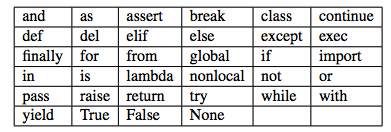 and as assert break class continue
def del elif else except exec
finally for from global if import
in is lambda nonlocal not or
pass raise return try while with
yield True False None